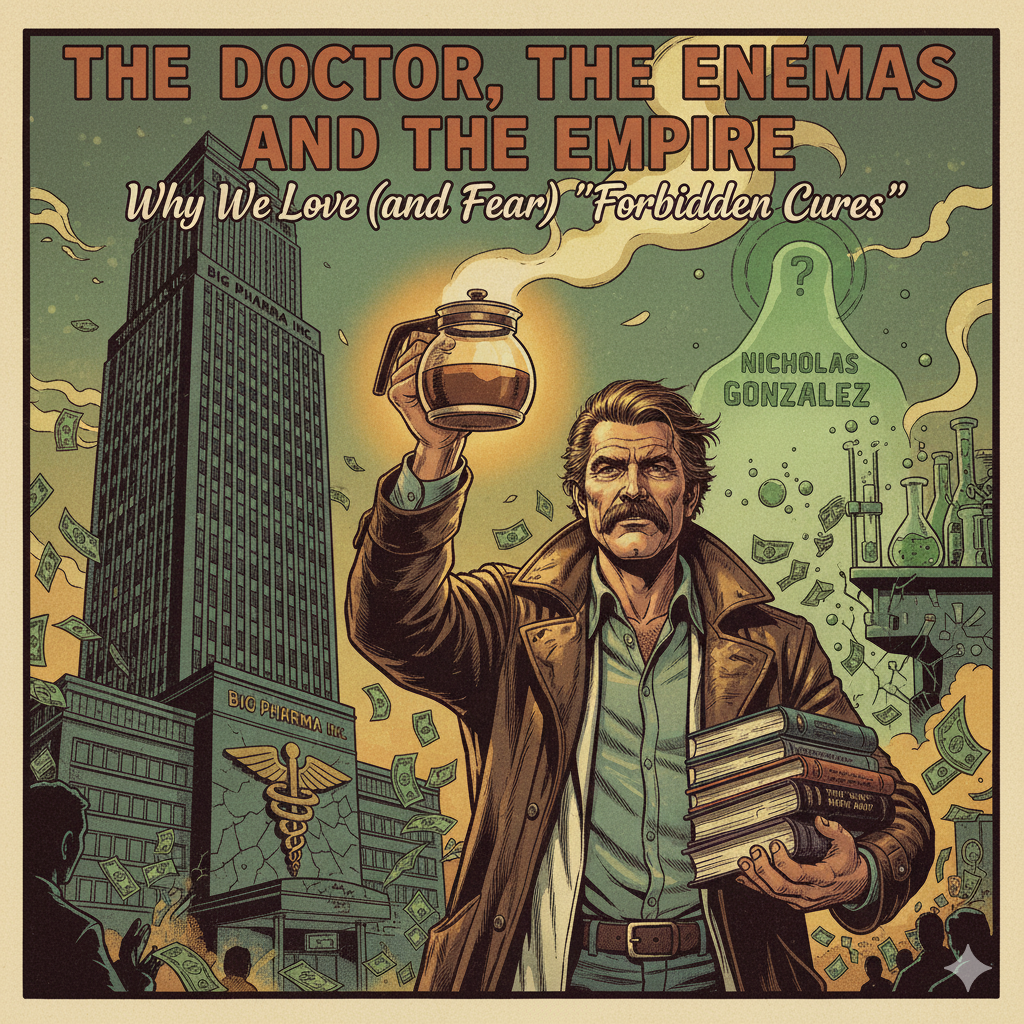 THE DOCTOR, THE ENEMAS
AND THE EMPIRE
Why We Love (and Fear) "Forbidden Cures"
BIG PHARMA INC
?
NICHOLAS
GONZALEZ
BIG PHARMA INC.